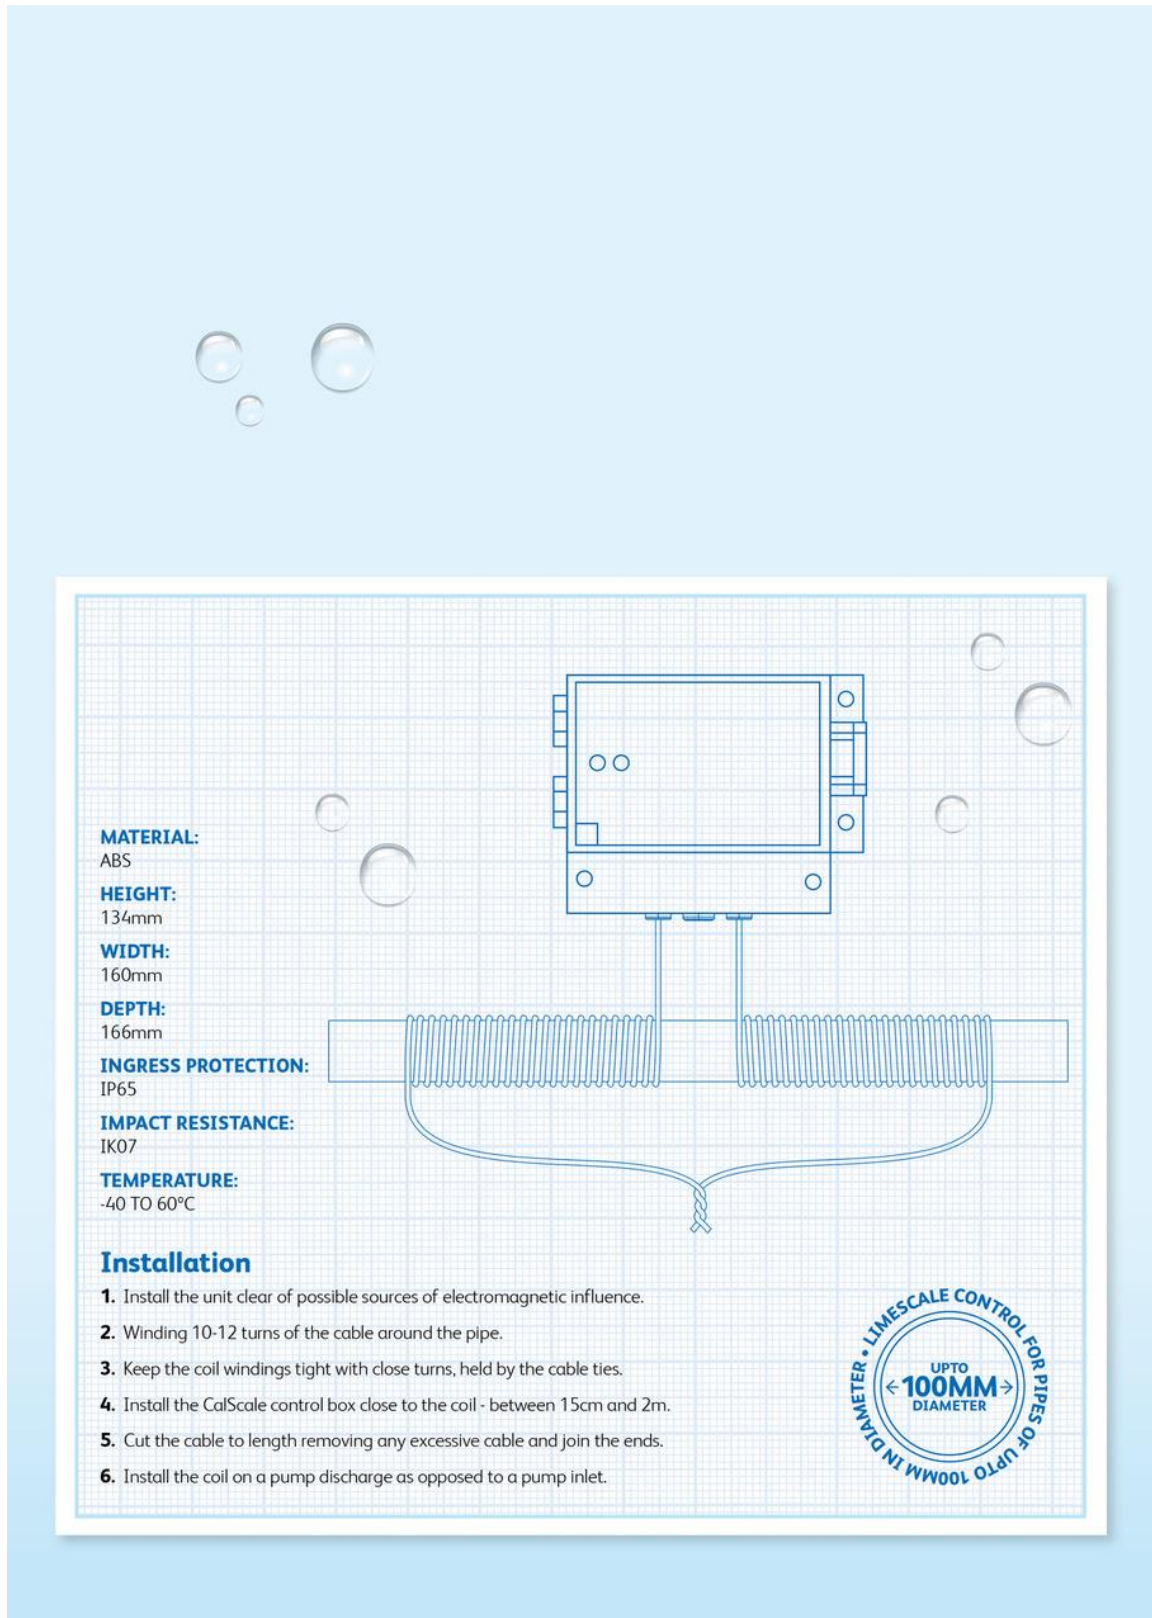 MATERIAL:
ABS
HEIGHT:
134mm
WIDTH:
160mm
DEPTH:
166mm
INGRESS PROTECTION:
IP65
IMPACT RESISTANCE:
IK07
TEMPERATURE:
-40 TO 60ºC
Installation
1. Install the unit clear of possible sources of electromagnetic influence.
2. Winding 10-12 turns of the cable around the pipe.
3. Keep the coil windings tight with close turns, held by the cable ties.
4. Install the CalScale control box close to the coil - between 15cm and 2m.
5. Cut the cable to length removing any excessive cable and join the ends.
6. Install the coil on a pump discharge as opposed to a pump inlet.
• LIMESCALE CONTROL FOR PIPES OF UPTO 100MM IN DIAMETER
UPTO
100MM
DIAMETER